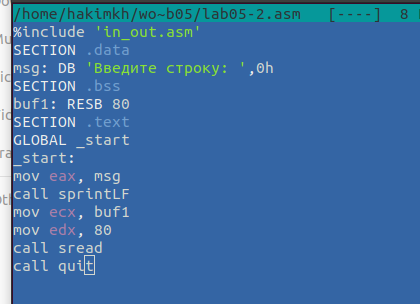 /home/hakimkh/wo~b05/lab05-2.asm [----] 8
%include 'in_out.asm'
SECTION .data
msg: DB 'Введите строку: ',0h
SECTION .bss
buf1: RESB 80
SECTION .text
GLOBAL _start
_start:
mov eax, msg
call sprintLF
mov ecx, buf1
mov edx, 80
call sread
call quit